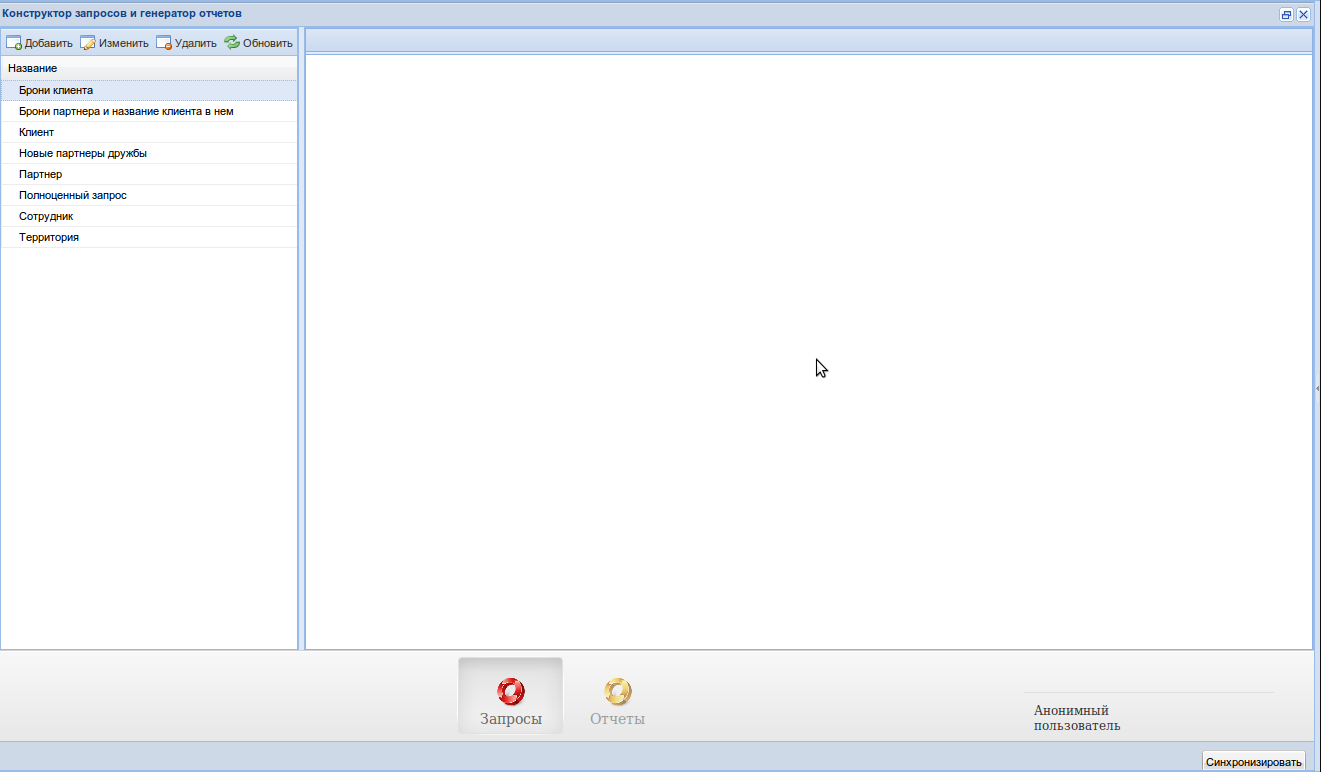 Конструктор запросов и генератор отчетов
Добавить Изменить Удалить Обновить
Название
Брони клиента
Брони партнера и название клиента в нем
Клиент
Новые партнеры дружбы
Партнер
Полноценный запрос
Сотрудник
Территория
Запросы Отчеты
Анонимный
пользователь
Синхронизировать